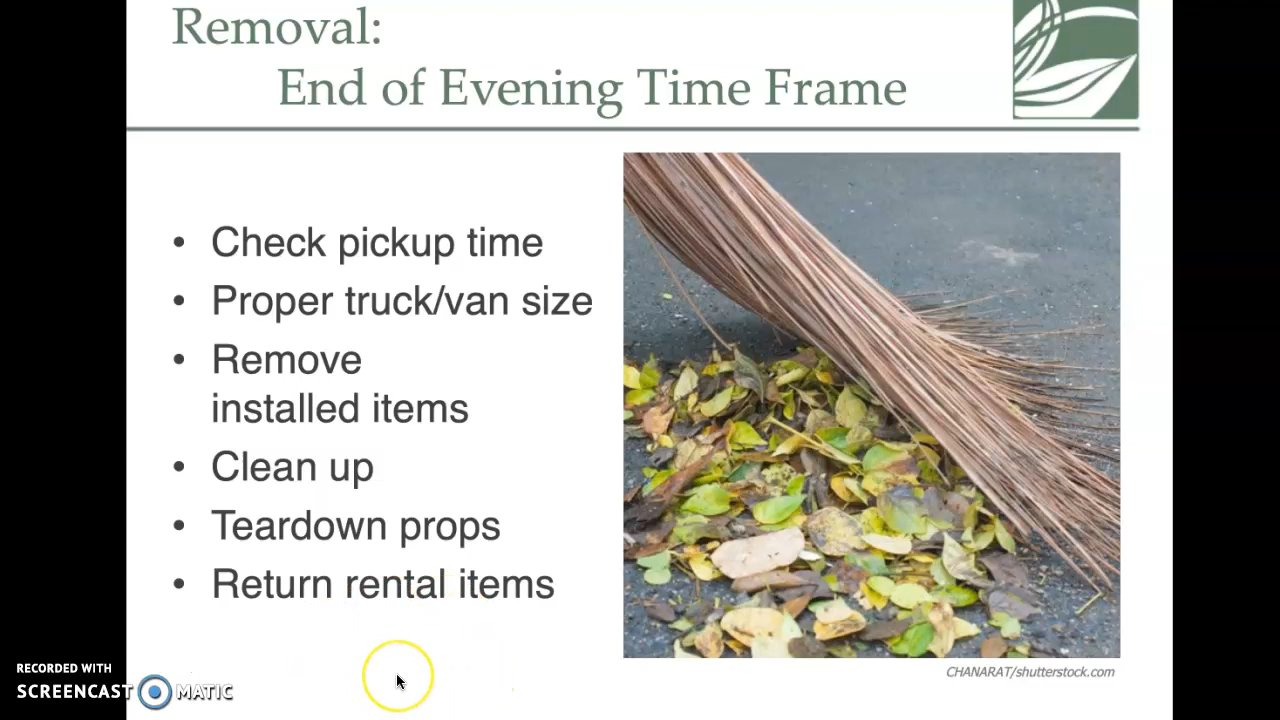 Removal:
End of Evening Time Frame
• Check pickup time
• Proper truck/van size
• Remove
installed items
• Clean up
• Teardown props
• Return rental items
CHANARAT/shutterstock.com
RECORDED WITH
SCREENCAST MATIC